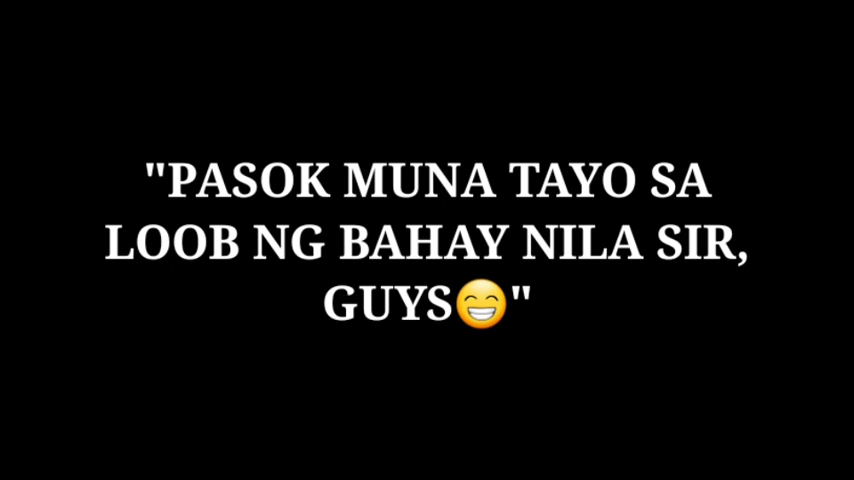 "PASOK MUNA TAYO SA
LOOB NG BAHAY NILA SIR,
GUYS😁"